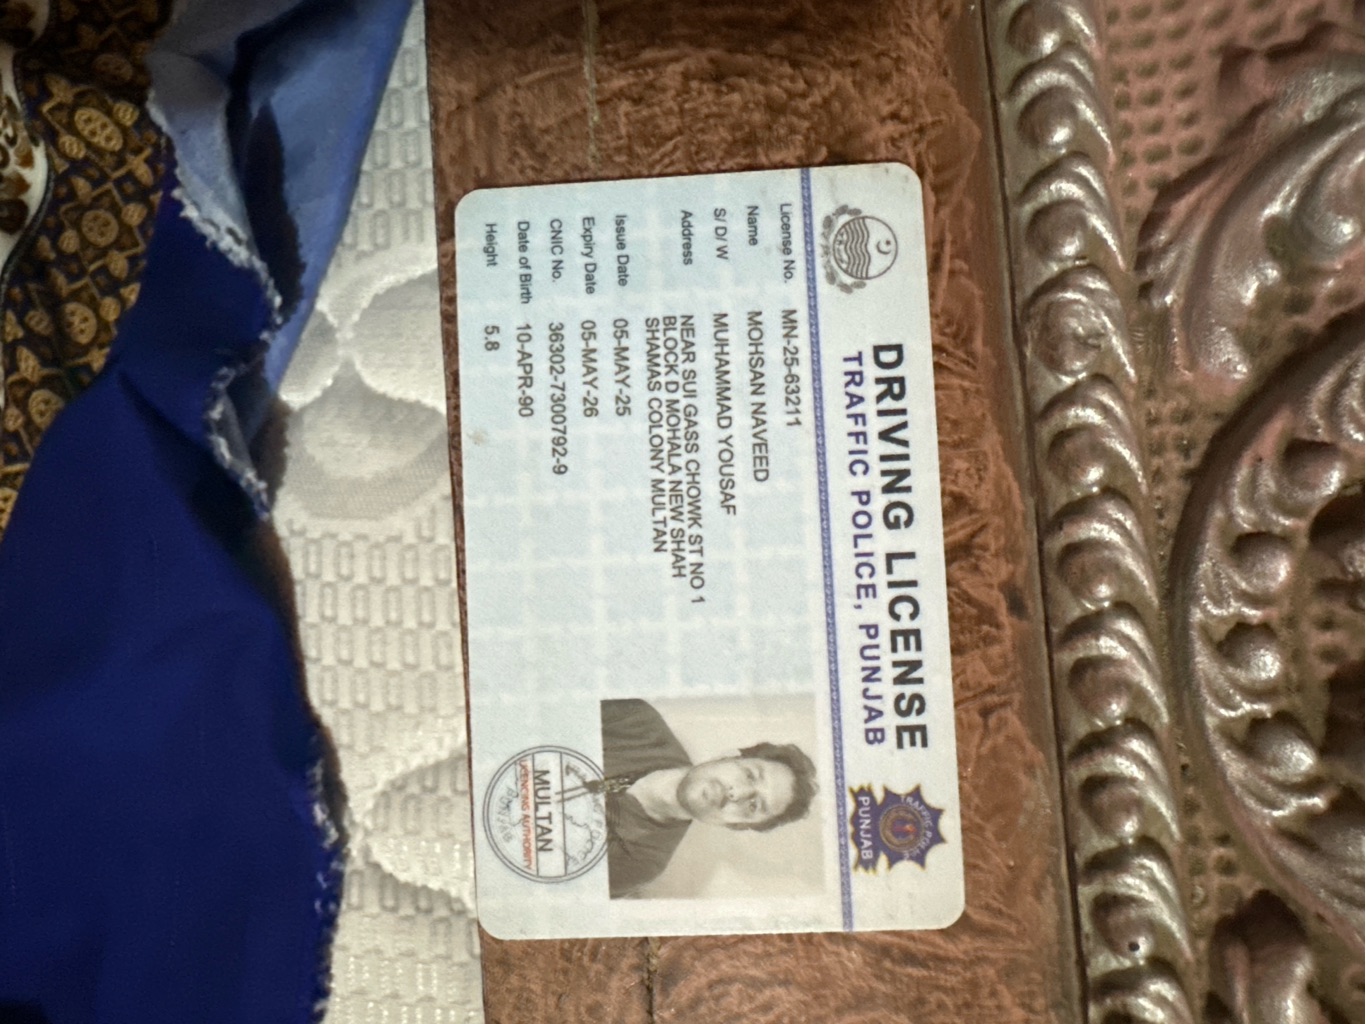 DRIVING LICENSE
TRAFFIC POLICE, PUNJAB
TRAFFIC POLICE
PUNJAB
License No. MN-25-63211
Name MOHSAN NAVEED
S/ D/ W MUHAMMAD YOUSAF
Address NEAR SUI GASS CHOWK ST NO 1
BLOCK D MOHALA NEW SHAH
SHAMAS COLONY MULTAN
Issue Date 05-MAY-25
Expiry Date 05-MAY-26
CNIC No. 36302-7300792-9
Date of Birth 10-APR-90
Height 5.8
MULTAN
LICENCING AUTHORITY